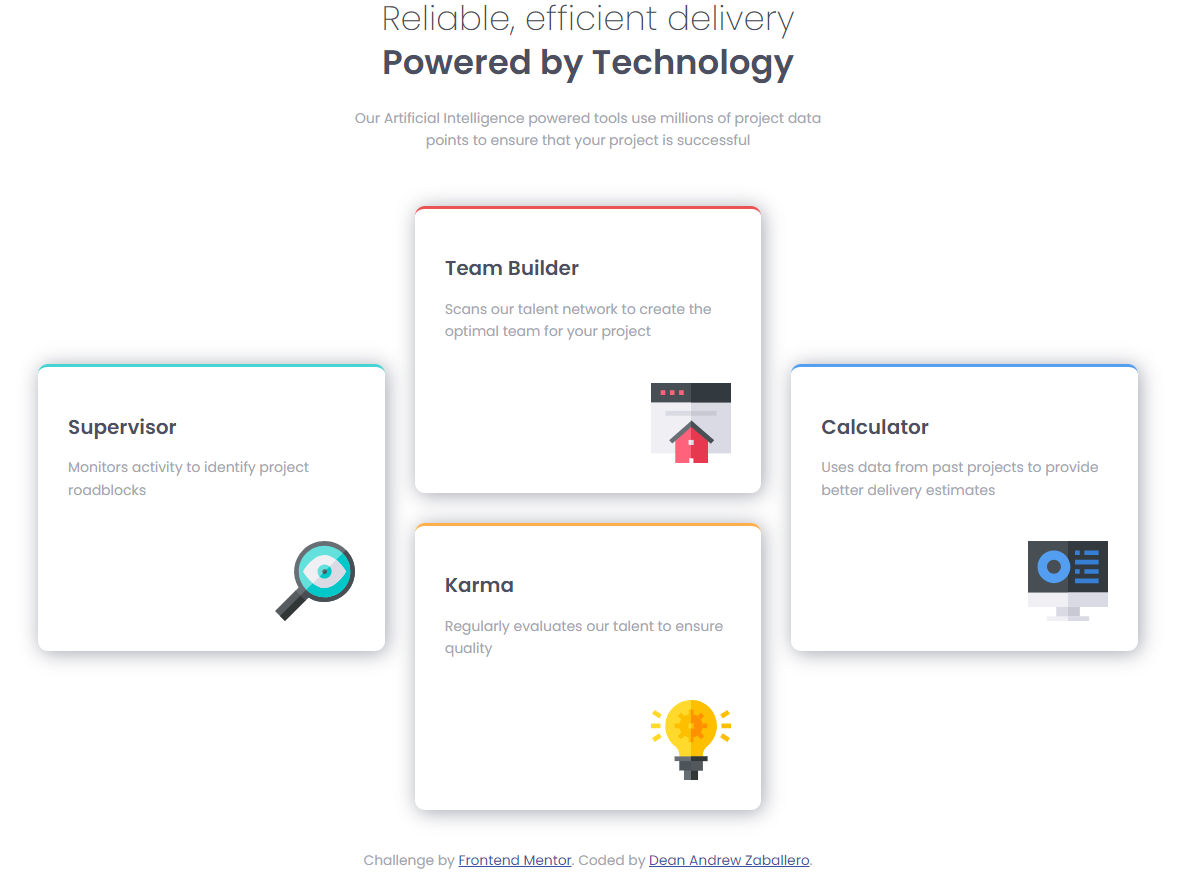 Reliable, efficient delivery
Powered by Technology
Our Artificial Intelligence powered tools use millions of project data
points to ensure that your project is successful
Supervisor
Monitors activity to identify project
roadblocks
Team Builder
Scans our talent network to create the
optimal team for your project
Karma
Regularly evaluates our talent to ensure
quality
Calculator
Uses data from past projects to provide
better delivery estimates
Challenge by Frontend Mentor. Coded by Dean Andrew Zaballero.